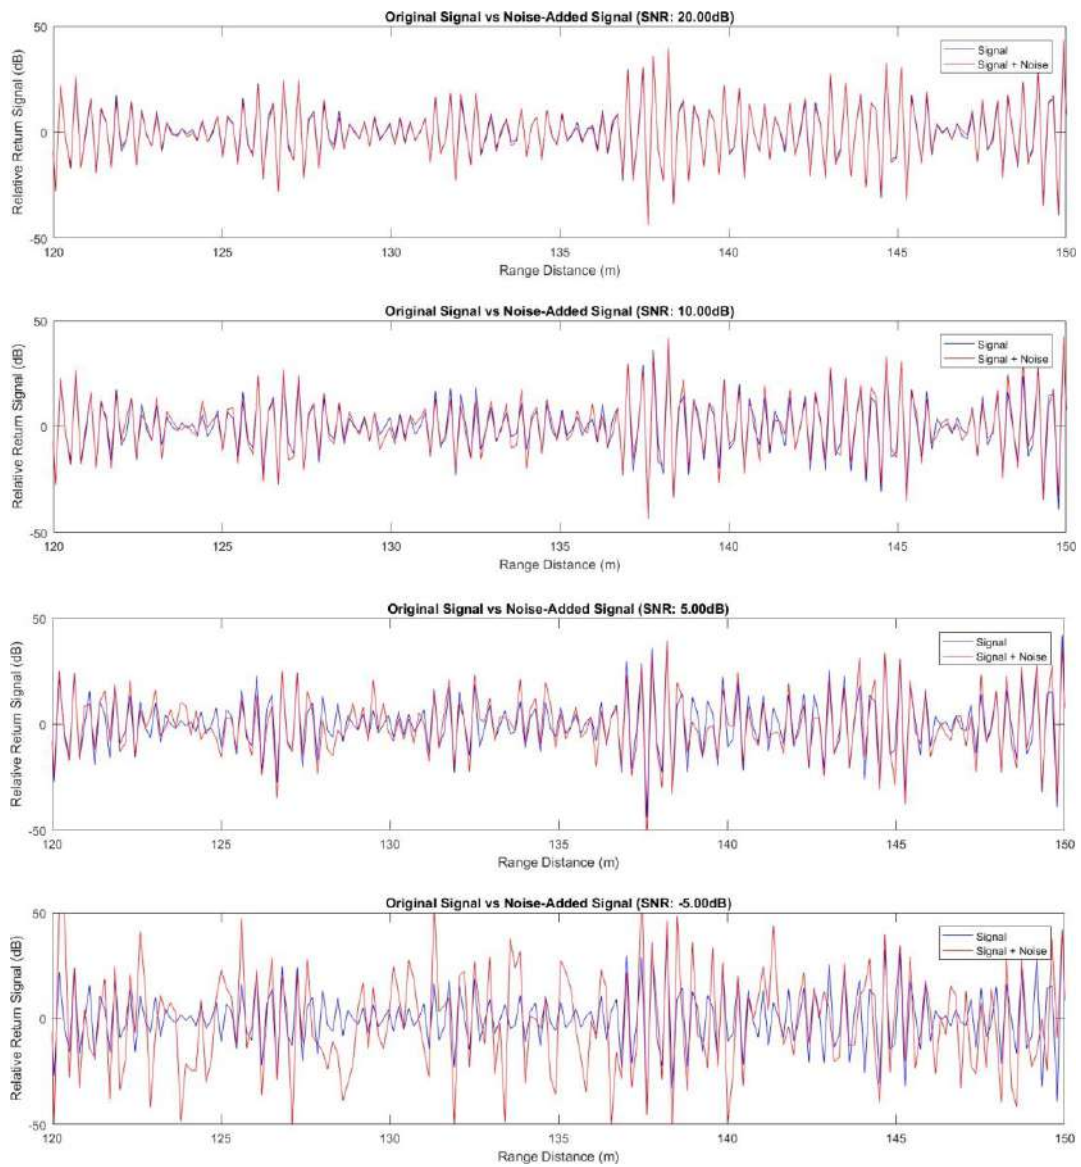 Original Signal vs Noise-Added Signal (SNR: 20.00dB)
50
0
-50
Relative Return Signal (dB)
Signal
Signal + Noise
120 125 130 135 140 145 150
Range Distance (m)
Original Signal vs Noise-Added Signal (SNR: 10.00dB)
50
0
-50
Relative Return Signal (dB)
Signal
Signal + Noise
120 125 130 135 140 145 150
Range Distance (m)
Original Signal vs Noise-Added Signal (SNR: 5.00dB)
50
0
-50
Relative Return Signal (dB)
Signal
Signal + Noise
120 125 130 135 140 145 150
Range Distance (m)
Original Signal vs Noise-Added Signal (SNR: -5.00dB)
50
0
-50
Relative Return Signal (dB)
Signal
Signal + Noise
120 125 130 135 140 145 150
Range Distance (m)